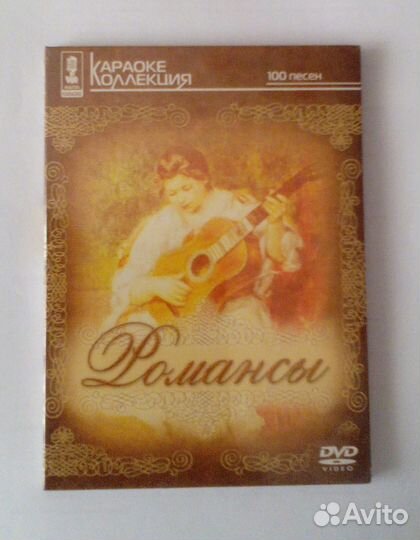 КАРАОКЕ
КОЛЛЕКЦИЯ
100 песен
Романсы
DVD
VIDEO
Avito